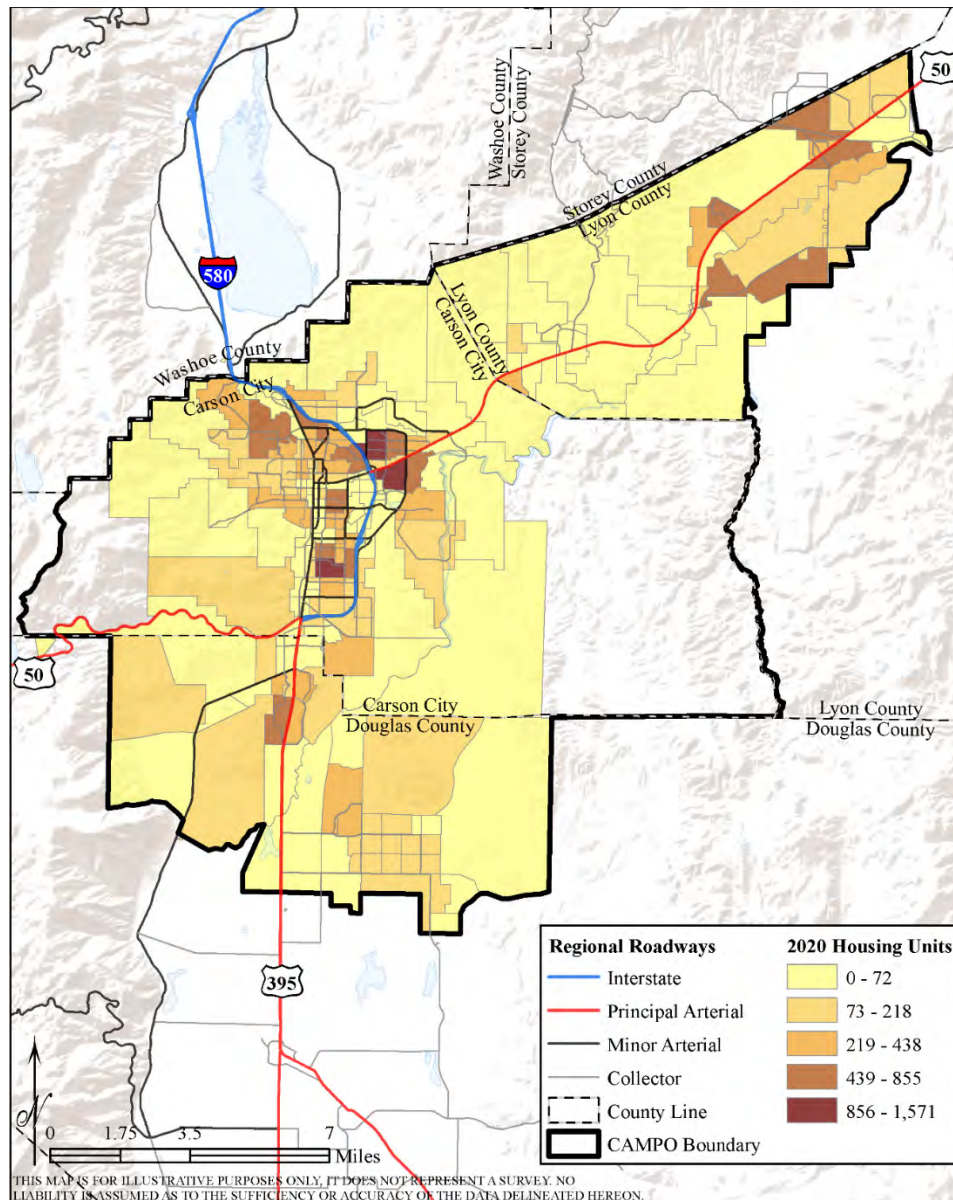 50
Washoe County
Storey County
Storey County
Lyon County
580
Lyon County
Carson City
Washoe County
Carson City
50
Carson City
Douglas County
Lyon County
Douglas County
395
Regional Roadways
Interstate
Principal Arterial
Minor Arterial
Collector
County Line
CAMPO Boundary
2020 Housing Units
0 - 72
73 - 218
219 - 438
439 - 855
856 - 1,571
N
0 1.75 3.5 7
Miles
THIS MAP IS FOR ILLUSTRATIVE PURPOSES ONLY, IT DOES NOT REPRESENT A SURVEY. NO
LIABILITY IS ASSUMED AS TO THE SUFFICIENCY OR ACCURACY OF THE DATA DELINEATED HEREON.